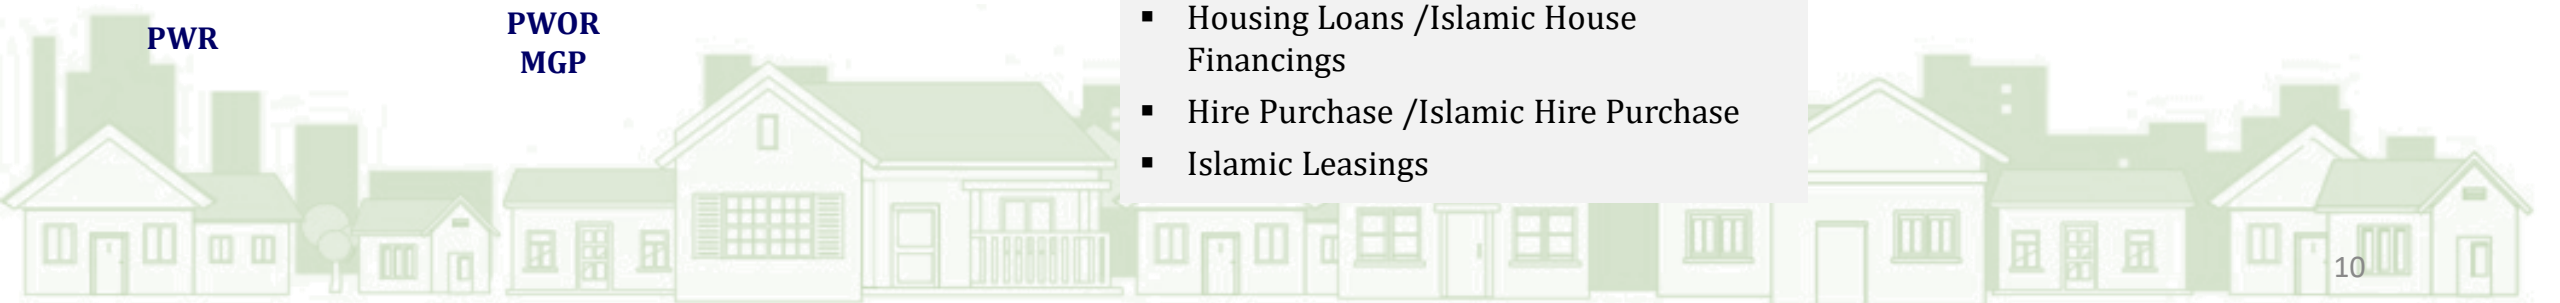 PWR
PWOR
MGP
▪ Housing Loans /Islamic House
Financings
▪ Hire Purchase /Islamic Hire Purchase
▪ Islamic Leasings
10